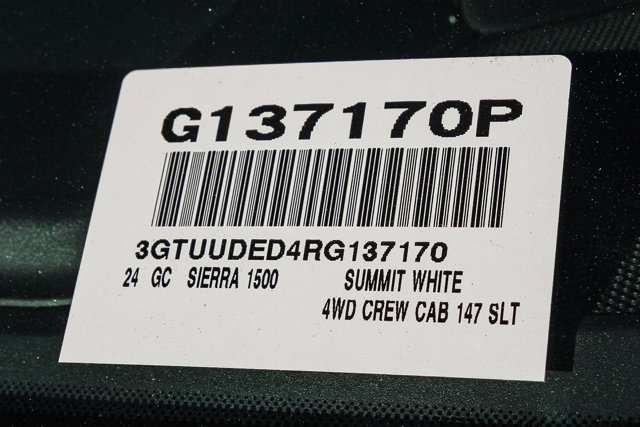 G137170P
3GTUUDED4RG137170
24 GC SIERRA 1500 SUMMIT WHITE
4WD CREW CAB 147 SLT